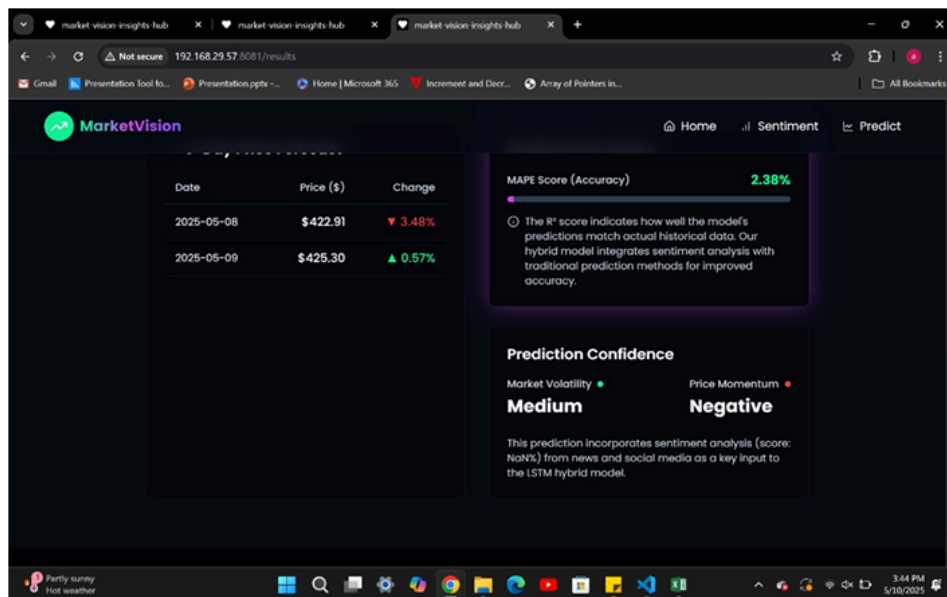 market-vision-insights-hub
market-vision-insights-hub
market-vision-insights-hub
Not secure 192.168.29.57:8081/results
Gmail
Presentation Tool fo...
Presentation.pptx -...
Home | Microsoft 365
Increment and Decr...
Array of Pointers in...
All Bookmarks
MarketVision
Home
Sentiment
Predict
Date Price ($) Change
2025-05-08 $422.91 ▼ 3.48%
2025-05-09 $425.30 ▲ 0.57%
MAPE Score (Accuracy) 2.38%
The R² score indicates how well the model's
predictions match actual historical data. Our
hybrid model integrates sentiment analysis with
traditional prediction methods for improved
accuracy.
Prediction Confidence
Market Volatility Price Momentum
Medium Negative
This prediction incorporates sentiment analysis (score:
NaN%) from news and social media as a key input to
the LSTM hybrid model.
Partly sunny
Hot weather
3:44 PM
5/10/2025